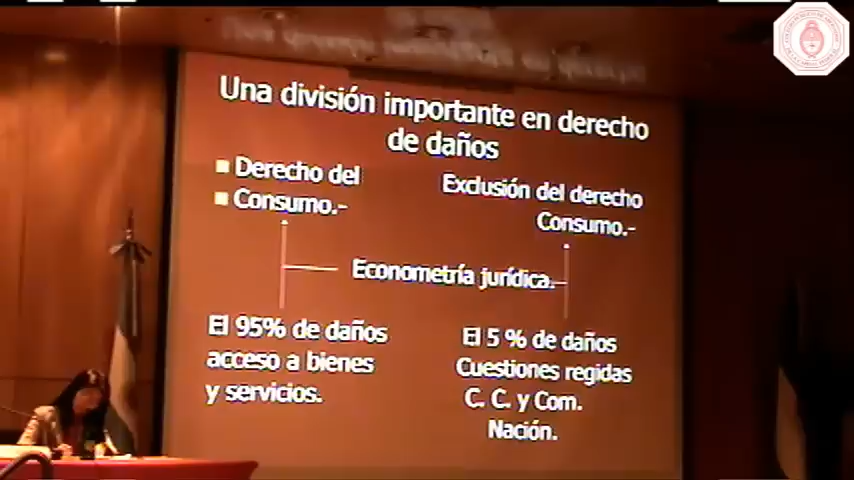 Una división importante en derecho
de daños
Derecho del
Consumo.-
Exclusión del derecho
Consumo.-
Econometría jurídica.-
El 95% de daños
acceso a bienes
y servicios.
El 5 % de daños
Cuestiones regidas
C. C. y Com.
Nación.